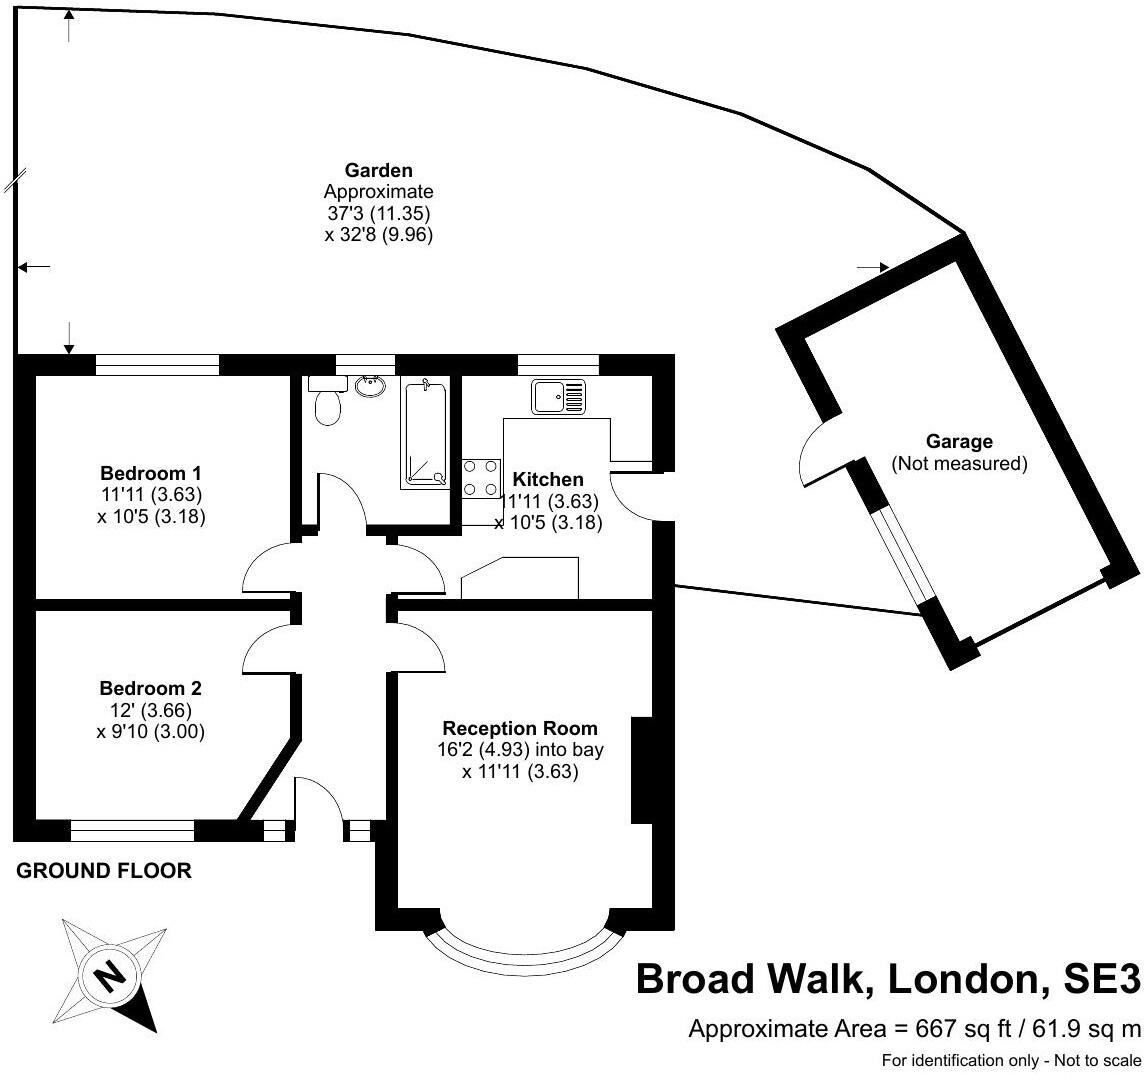 Garden
Approximate
37'3 (11.35)
x 32'8 (9.96)
Bedroom 1
11'11 (3.63)
x 10'5 (3.18)
Kitchen
11'11 (3.63)
x 10'5 (3.18)
Garage
(Not measured)
Bedroom 2
12' (3.66)
x 9'10 (3.00)
Reception Room
16'2 (4.93) into bay
x 11'11 (3.63)
GROUND FLOOR
N
Broad Walk, London, SE3
Approximate Area = 667 sq ft / 61.9 sq m
For identification only - Not to scale